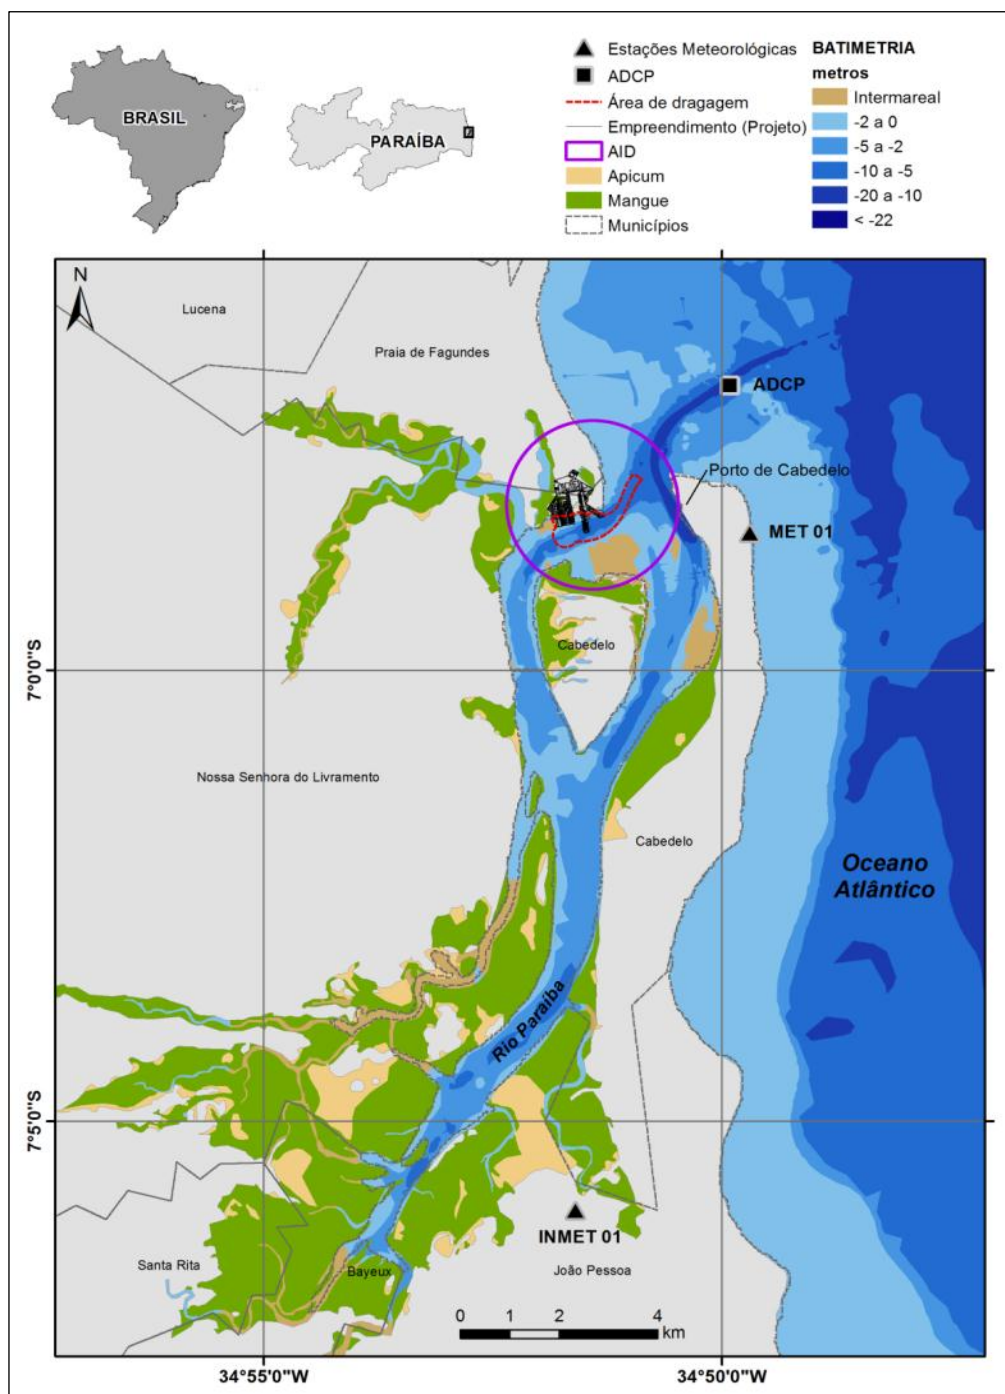 BRASIL
PARAÍBA
Estações Meteorológicas
ADCP
Área de dragagem
Empreendimento (Projeto)
AID
Apicum
Mangue
Municípios
BATIMETRIA
metros
Intermareal
-2 a 0
-5 a -2
-10 a -5
-20 a -10
< -22
N
Lucena
Praia de Fagundes
ADCP
Porto de Cabedelo
MET 01
Cabedelo
7°0'0"S
Nossa Senhora do Livramento
Cabedelo
Oceano
Atlântico
Rio Paraíba
7°5'0"S
INMET 01
Santa Rita
Bayeux
João Pessoa
0 1 2 4
km
34°55'0"W
34°50'0"W